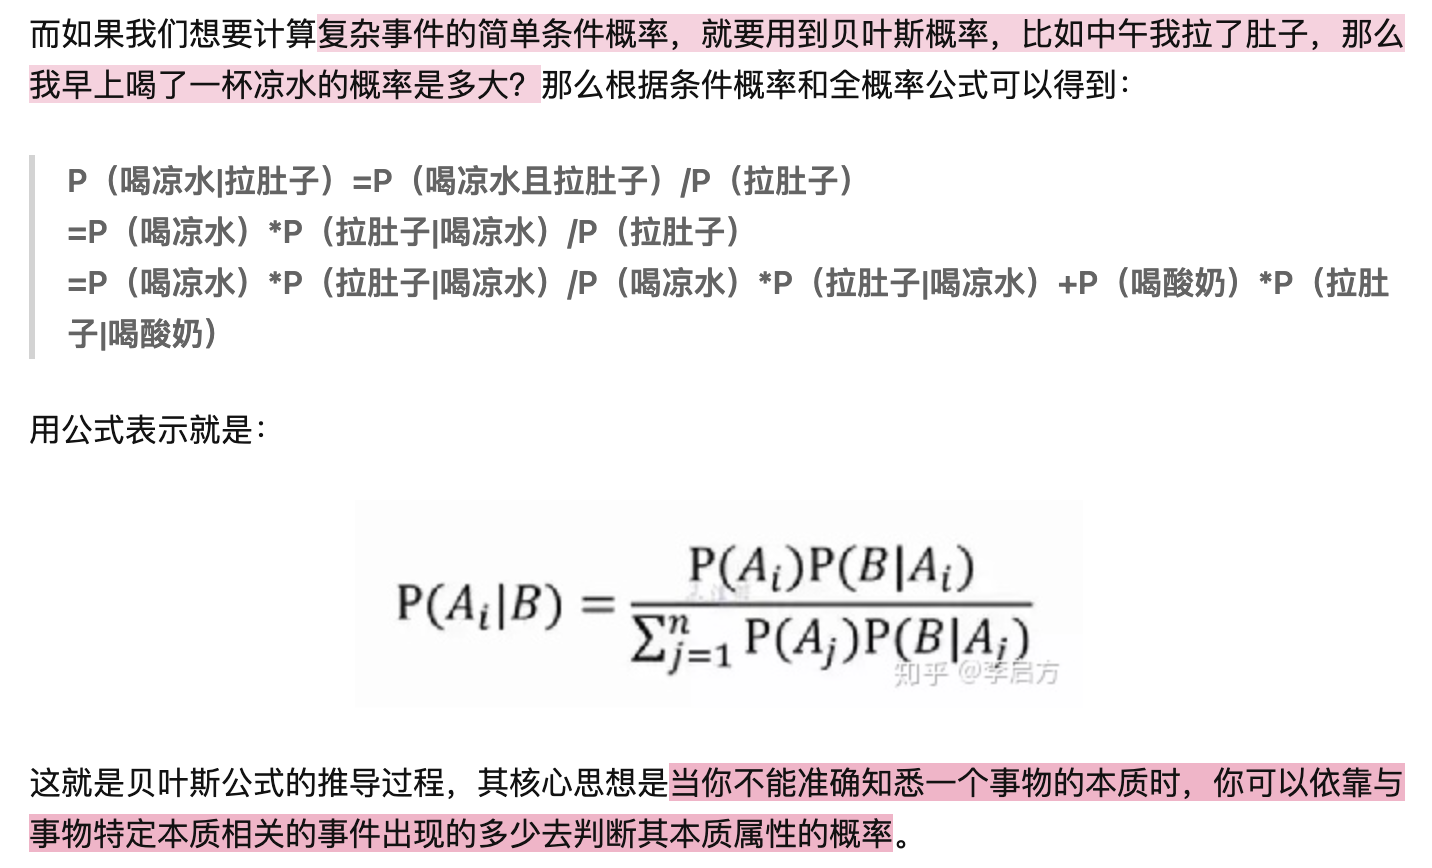 而如果我们想要计算复杂事件的简单条件概率，就要用到贝叶斯概率，比如中午我拉了肚子，那么
我早上喝了一杯凉水的概率是多大？那么根据条件概率和全概率公式可以得到：
P（喝凉水|拉肚子）=P（喝凉水且拉肚子）/P（拉肚子）
=P（喝凉水）*P（拉肚子|喝凉水）/P（拉肚子）
=P（喝凉水）*P（拉肚子|喝凉水）/P（喝凉水）*P（拉肚子|喝凉水）+P（喝酸奶）*P（拉肚
子|喝酸奶）
用公式表示就是：
P(A_i|B) = \frac{P(A_i)P(B|A_i)}{\sum_{j=1}^{n} P(A_j)P(B|A_j)}
知乎 @李启方
这就是贝叶斯公式的推导过程，其核心思想是当你不能准确知悉一个事物的本质时，你可以依靠与
事物特定本质相关的事件出现的多少去判断其本质属性的概率。